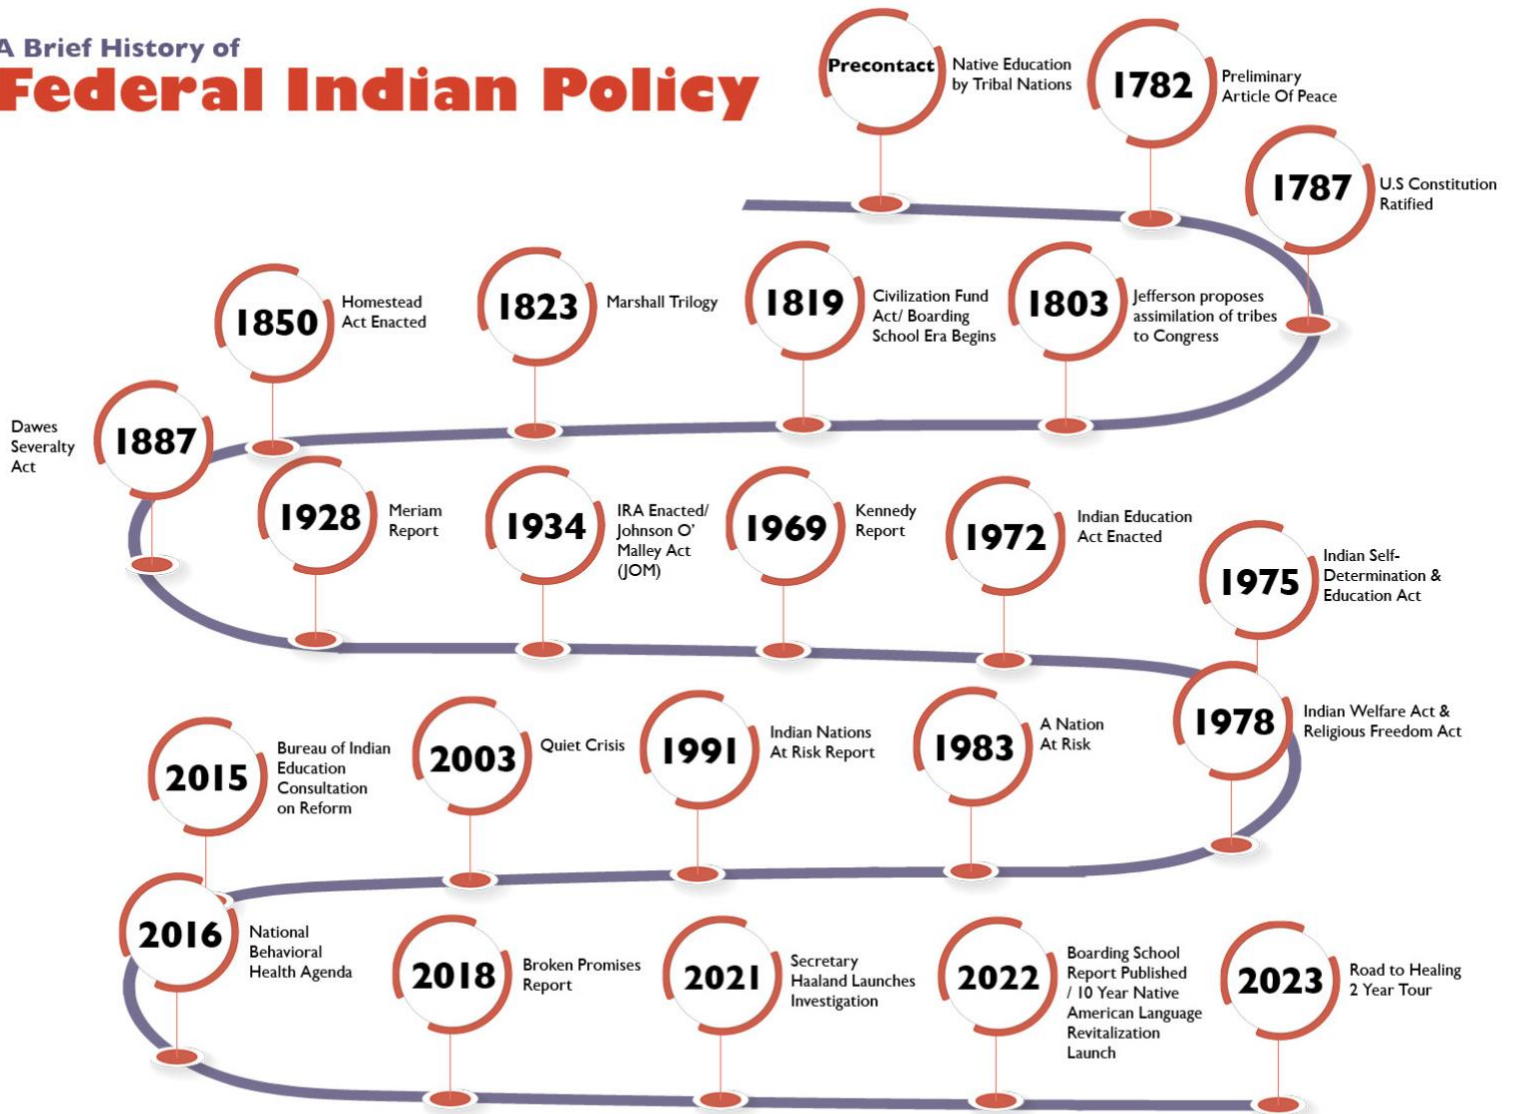 A Brief History of
Federal Indian Policy
Precontact
Native Education
by Tribal Nations
1782
Preliminary
Article Of Peace
1787
U.S Constitution
Ratified
1803
Jefferson proposes
assimilation of tribes
to Congress
1819
Civilization Fund
Act/ Boarding
School Era Begins
1823
Marshall Trilogy
1850
Homestead
Act Enacted
1887
Dawes
Severalty
Act
1928
Meriam
Report
1934
IRA Enacted/
Johnson O'
Malley Act
(JOM)
1969
Kennedy
Report
1972
Indian Education
Act Enacted
1975
Indian Self-
Determination &
Education Act
1978
Indian Welfare Act &
Religious Freedom Act
1983
A Nation
At Risk
1991
Indian Nations
At Risk Report
2003
Quiet Crisis
2015
Bureau of Indian
Education
Consultation
on Reform
2016
National
Behavioral
Health Agenda
2018
Broken Promises
Report
2021
Secretary
Haaland Launches
Investigation
2022
Boarding School
Report Published
/ 10 Year Native
American Language
Revitalization
Launch
2023
Road to Healing
2 Year Tour